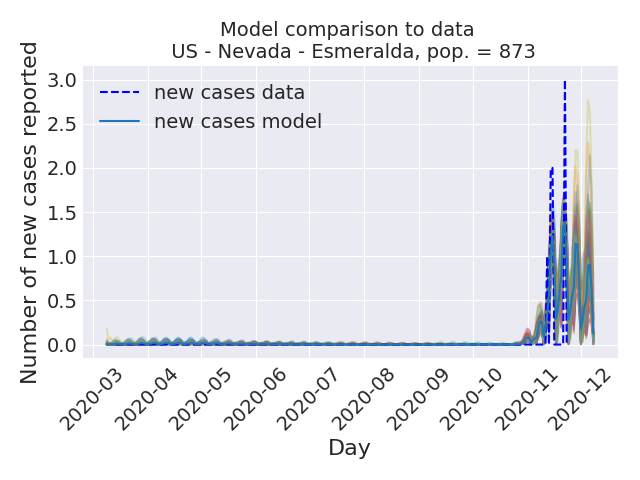 Model comparison to data
US - Nevada - Esmeralda, pop. = 873
Number of new cases reported
3.0
2.5
2.0
1.5
1.0
0.5
0.0
new cases data
new cases model
2020-03
2020-04
2020-05
2020-06
2020-07
2020-08
2020-09
2020-10
2020-11
2020-12
Day